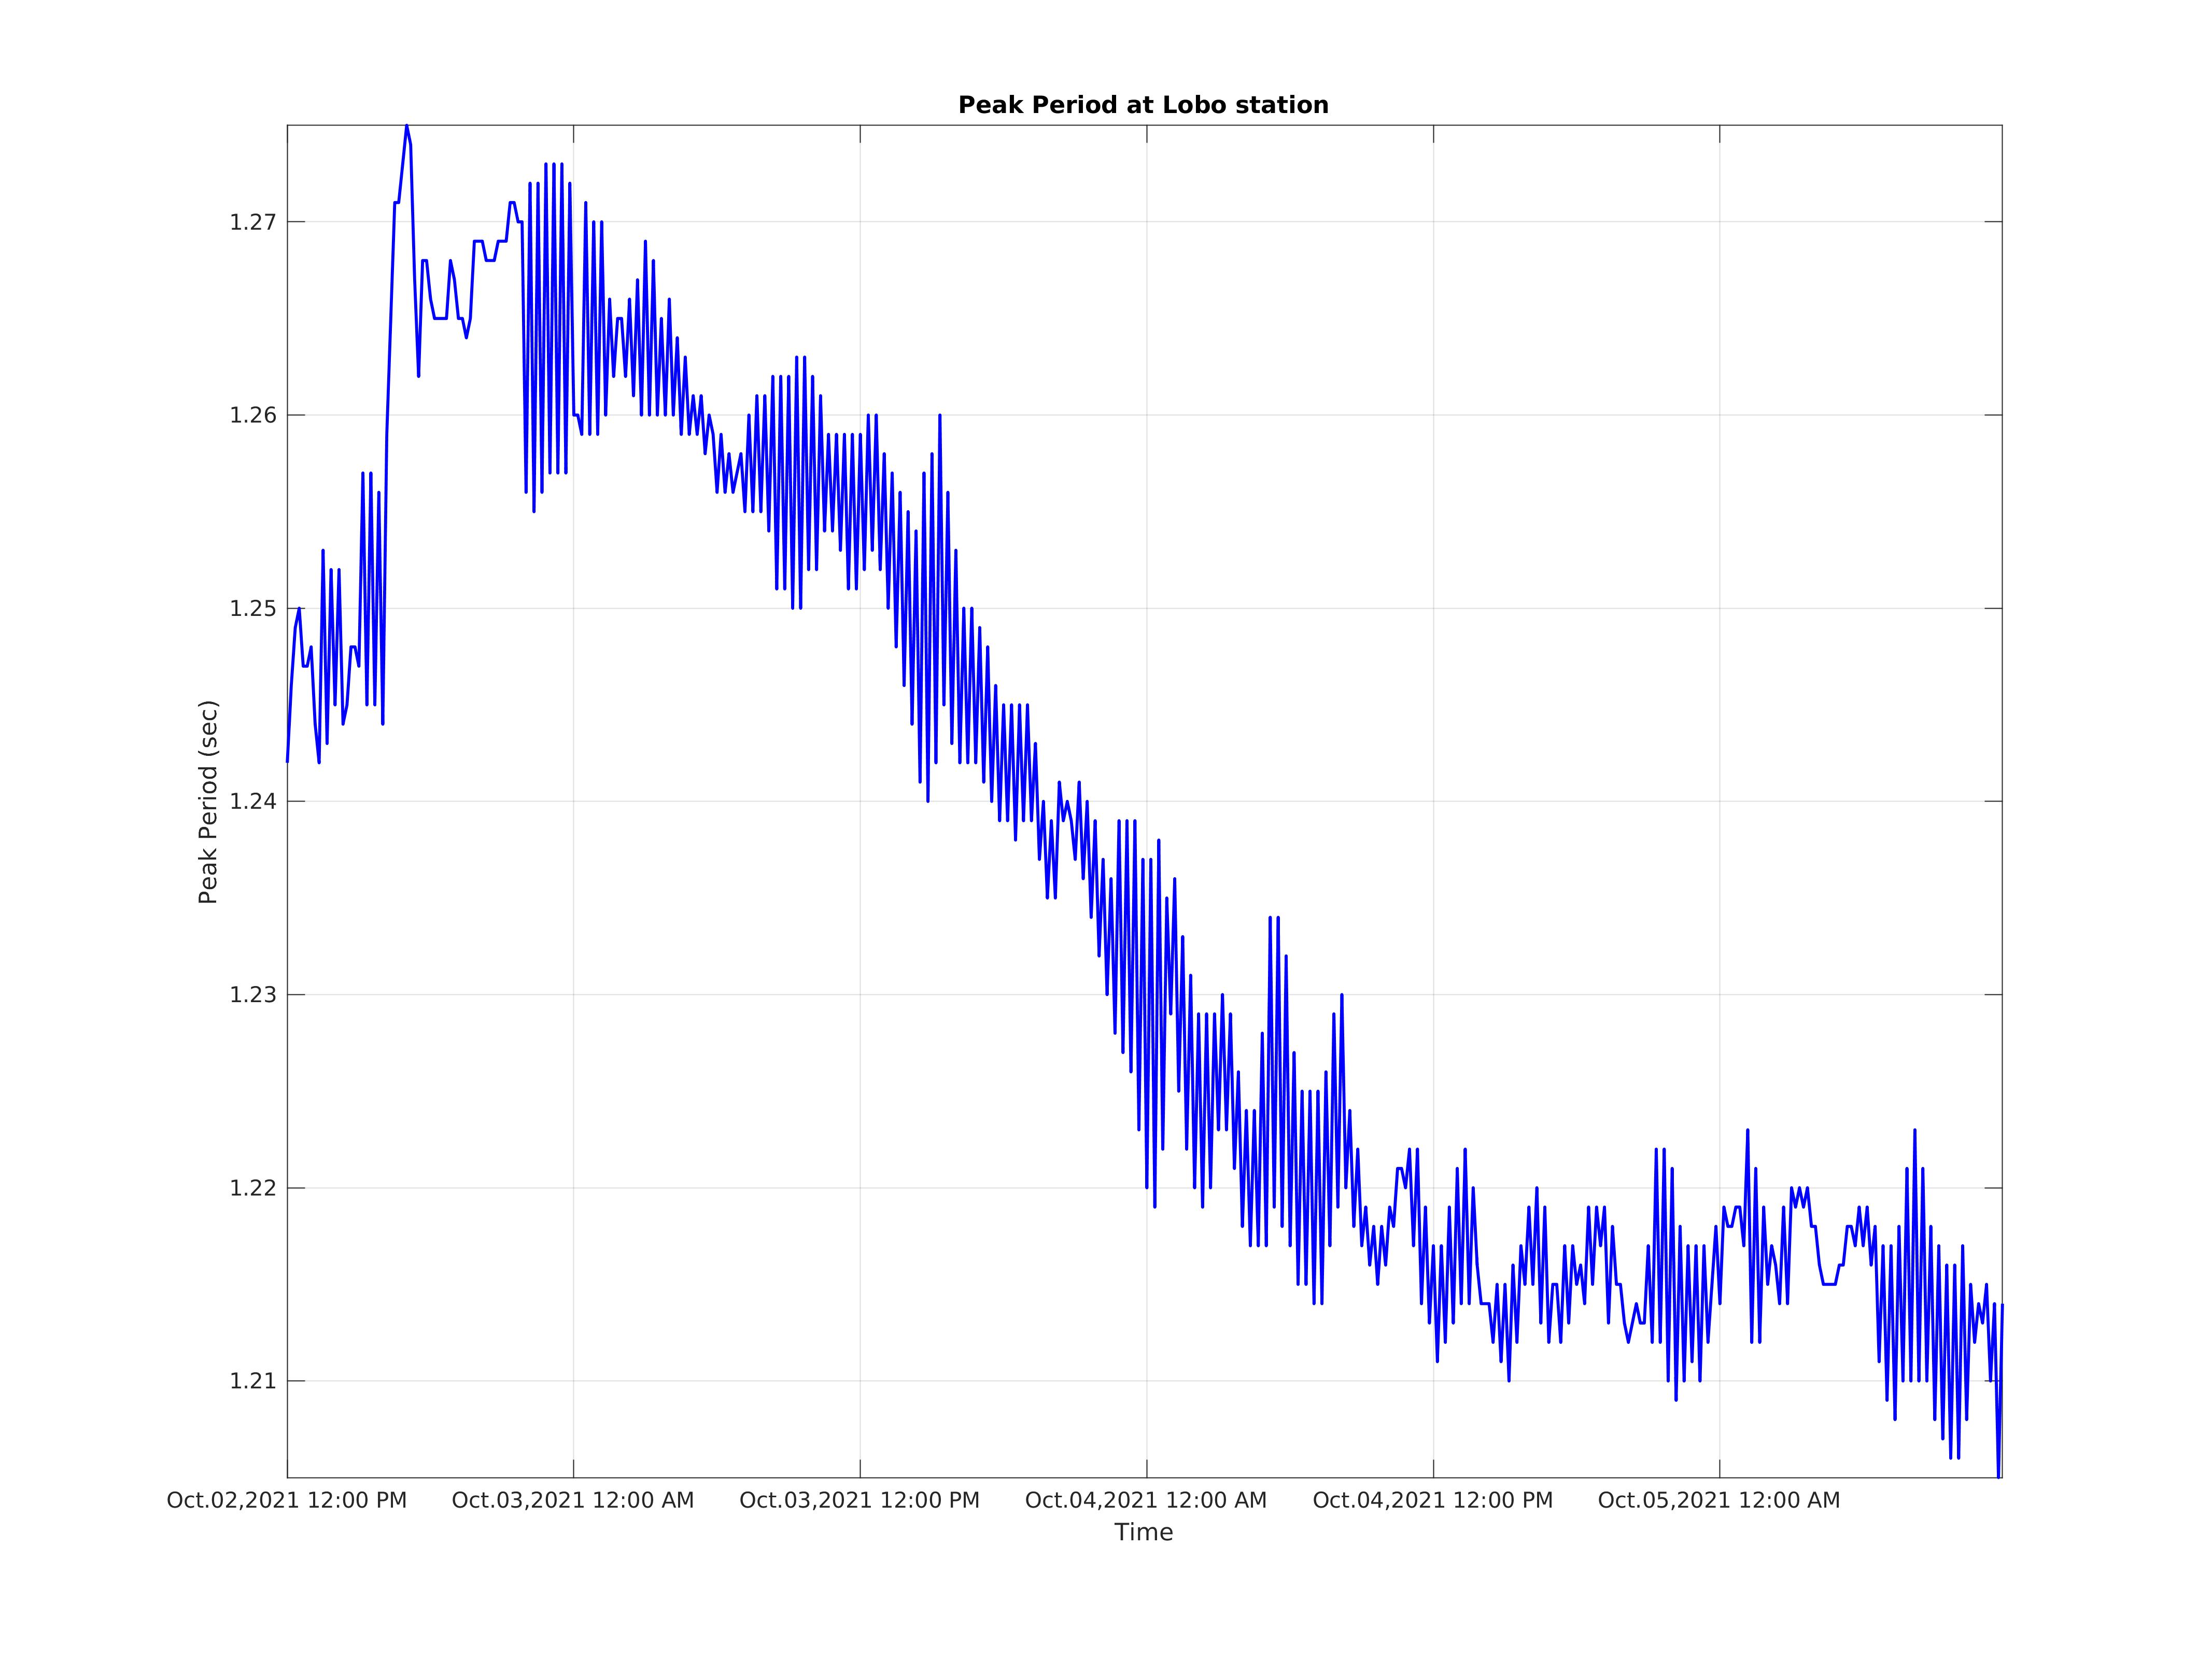 Peak Period at Lobo station
1.27
1.26
1.25
1.24
1.23
1.22
1.21
Peak Period (sec)
Oct.02,2021 12:00 PM Oct.03,2021 12:00 AM Oct.03,2021 12:00 PM Oct.04,2021 12:00 AM Oct.04,2021 12:00 PM Oct.05,2021 12:00 AM
Time